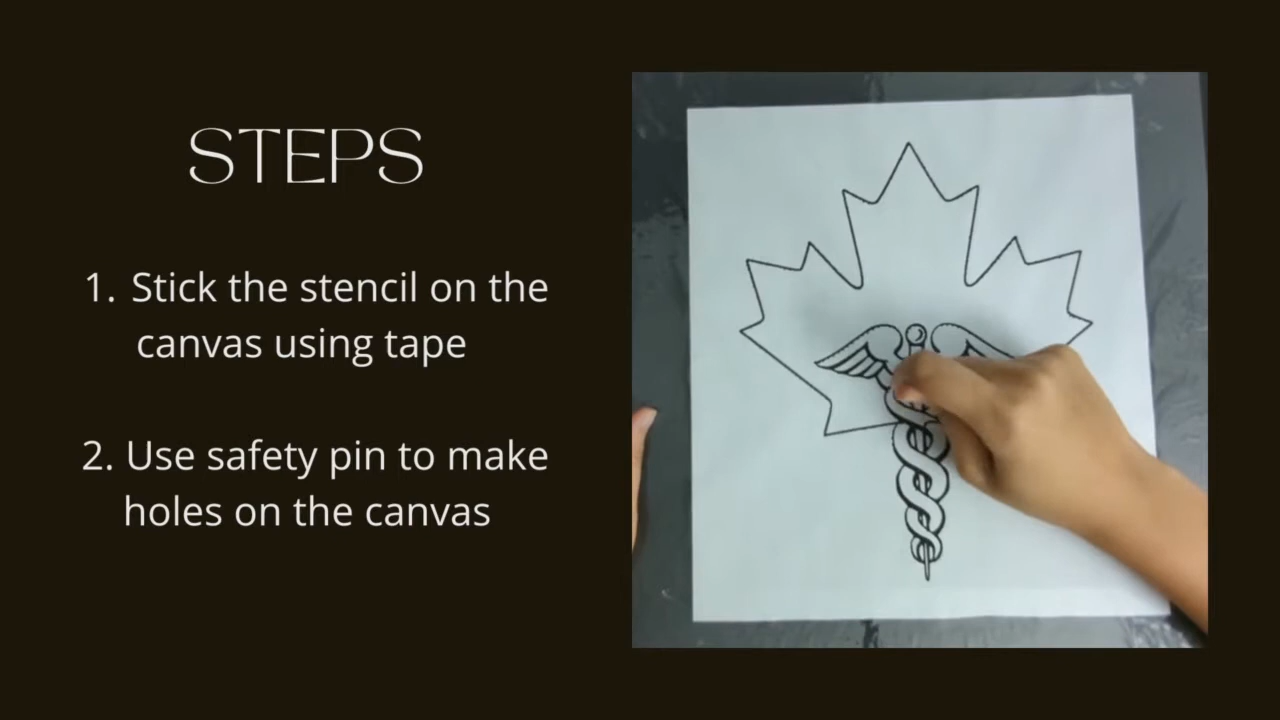 STEPS
1. Stick the stencil on the
canvas using tape
2. Use safety pin to make
holes on the canvas